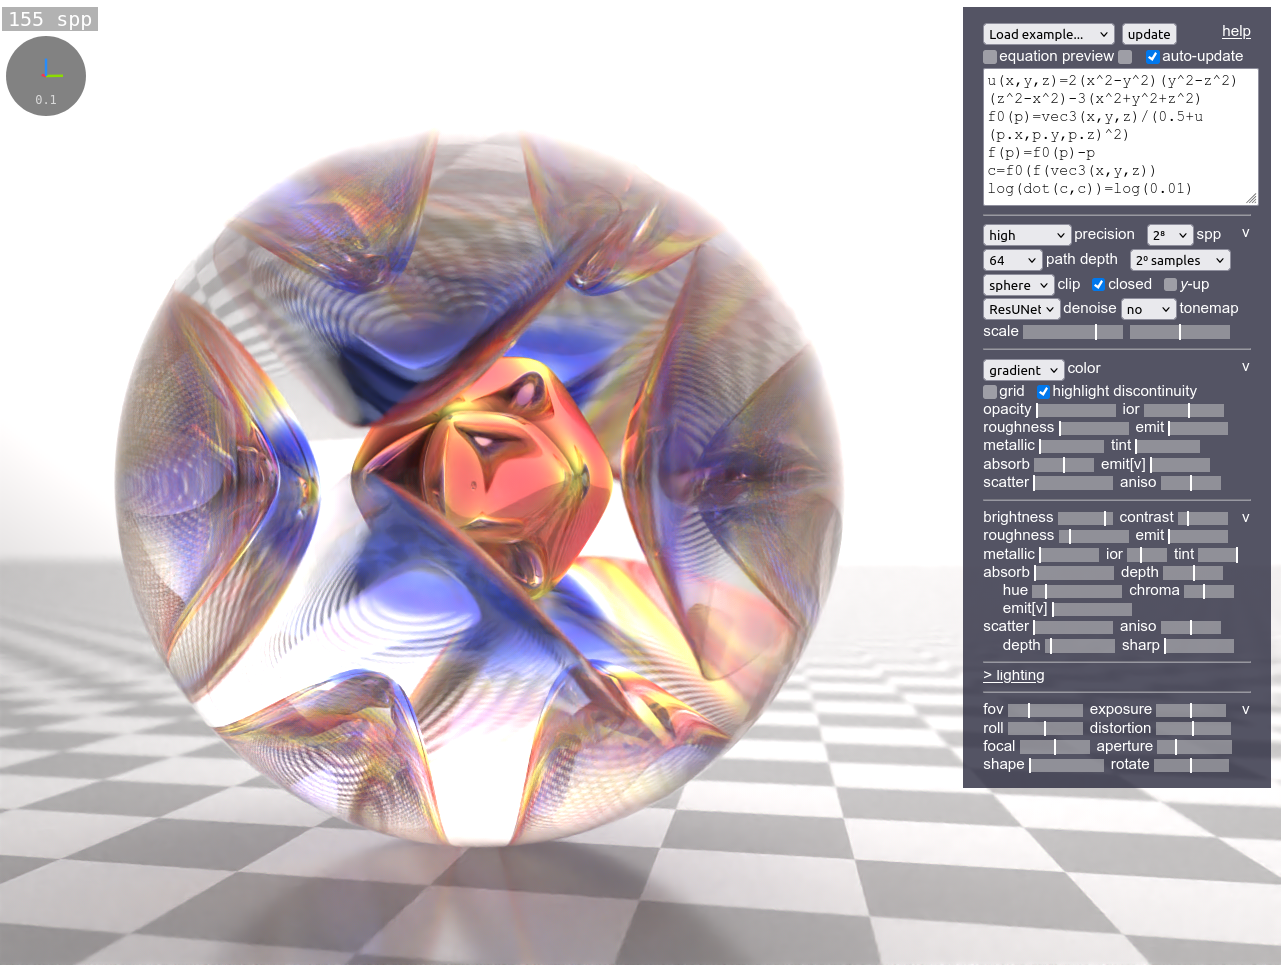 155 spp
0.1
Load example... update help
equation preview auto-update
u(x,y,z)=2(x^2-y^2)(y^2-z^2)
(z^2-x^2)-3(x^2+y^2+z^2)
f0(p)=vec3(x,y,z)/(0.5+u
(p.x,p.y,p.z)^2)
f(p)=f0(p)-p
c=f0(f(vec3(x,y,z))
log(dot(c,c))=log(0.01)
high precision 2⁸ spp v
64 path depth 2⁰ samples
sphere clip closed y-up
ResUNet denoise no tonemap
scale
gradient color v
grid highlight discontinuity
opacity ior
roughness emit
metallic tint
absorb emit[v]
scatter aniso
brightness contrast v
roughness emit
metallic ior tint
absorb depth
hue chroma
emit[v]
scatter aniso
depth sharp
> lighting
fov exposure v
roll distortion
focal aperture
shape rotate